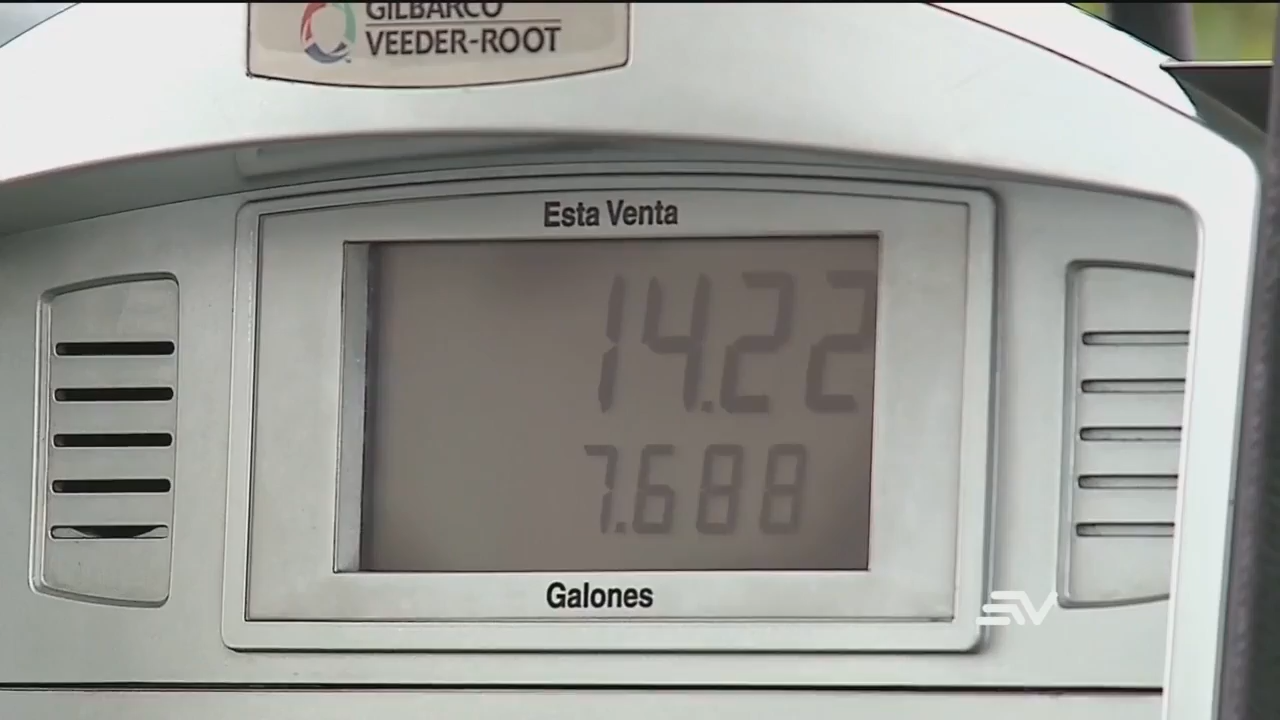 GILBARCO
VEEDER-ROOT
Esta Venta
14.22
7.688
Galones